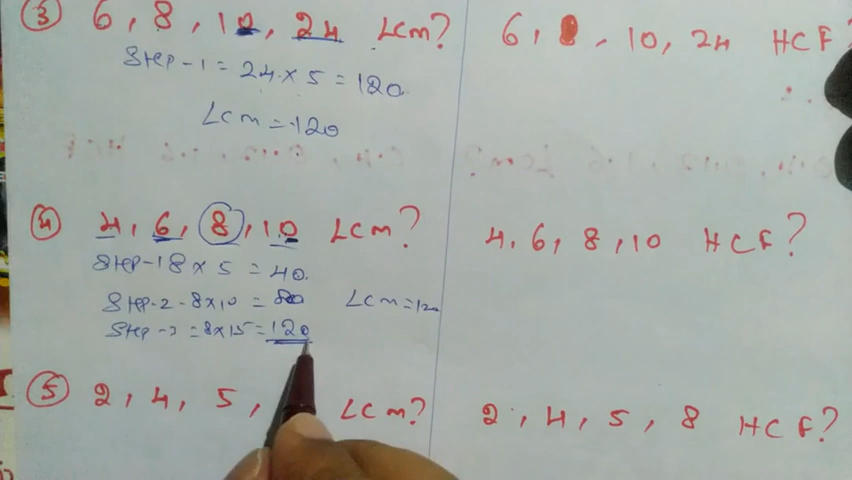 ③ 6, 8, 10, 24 Lcm?
Step-1 = 24 × 5 = 120
Lcm = 120
6, 8, 10, 24 HCF?
④ 4, 6, 8, 10 Lcm?
Step-1 8 × 5 = 40
Step-2 - 8×10 = 80
Step-3 = 8×15 = 120
Lcm = 120
4, 6, 8, 10 HCF?
⑤ 2, 4, 5, Lcm?
2, 4, 5, 8 HCF?